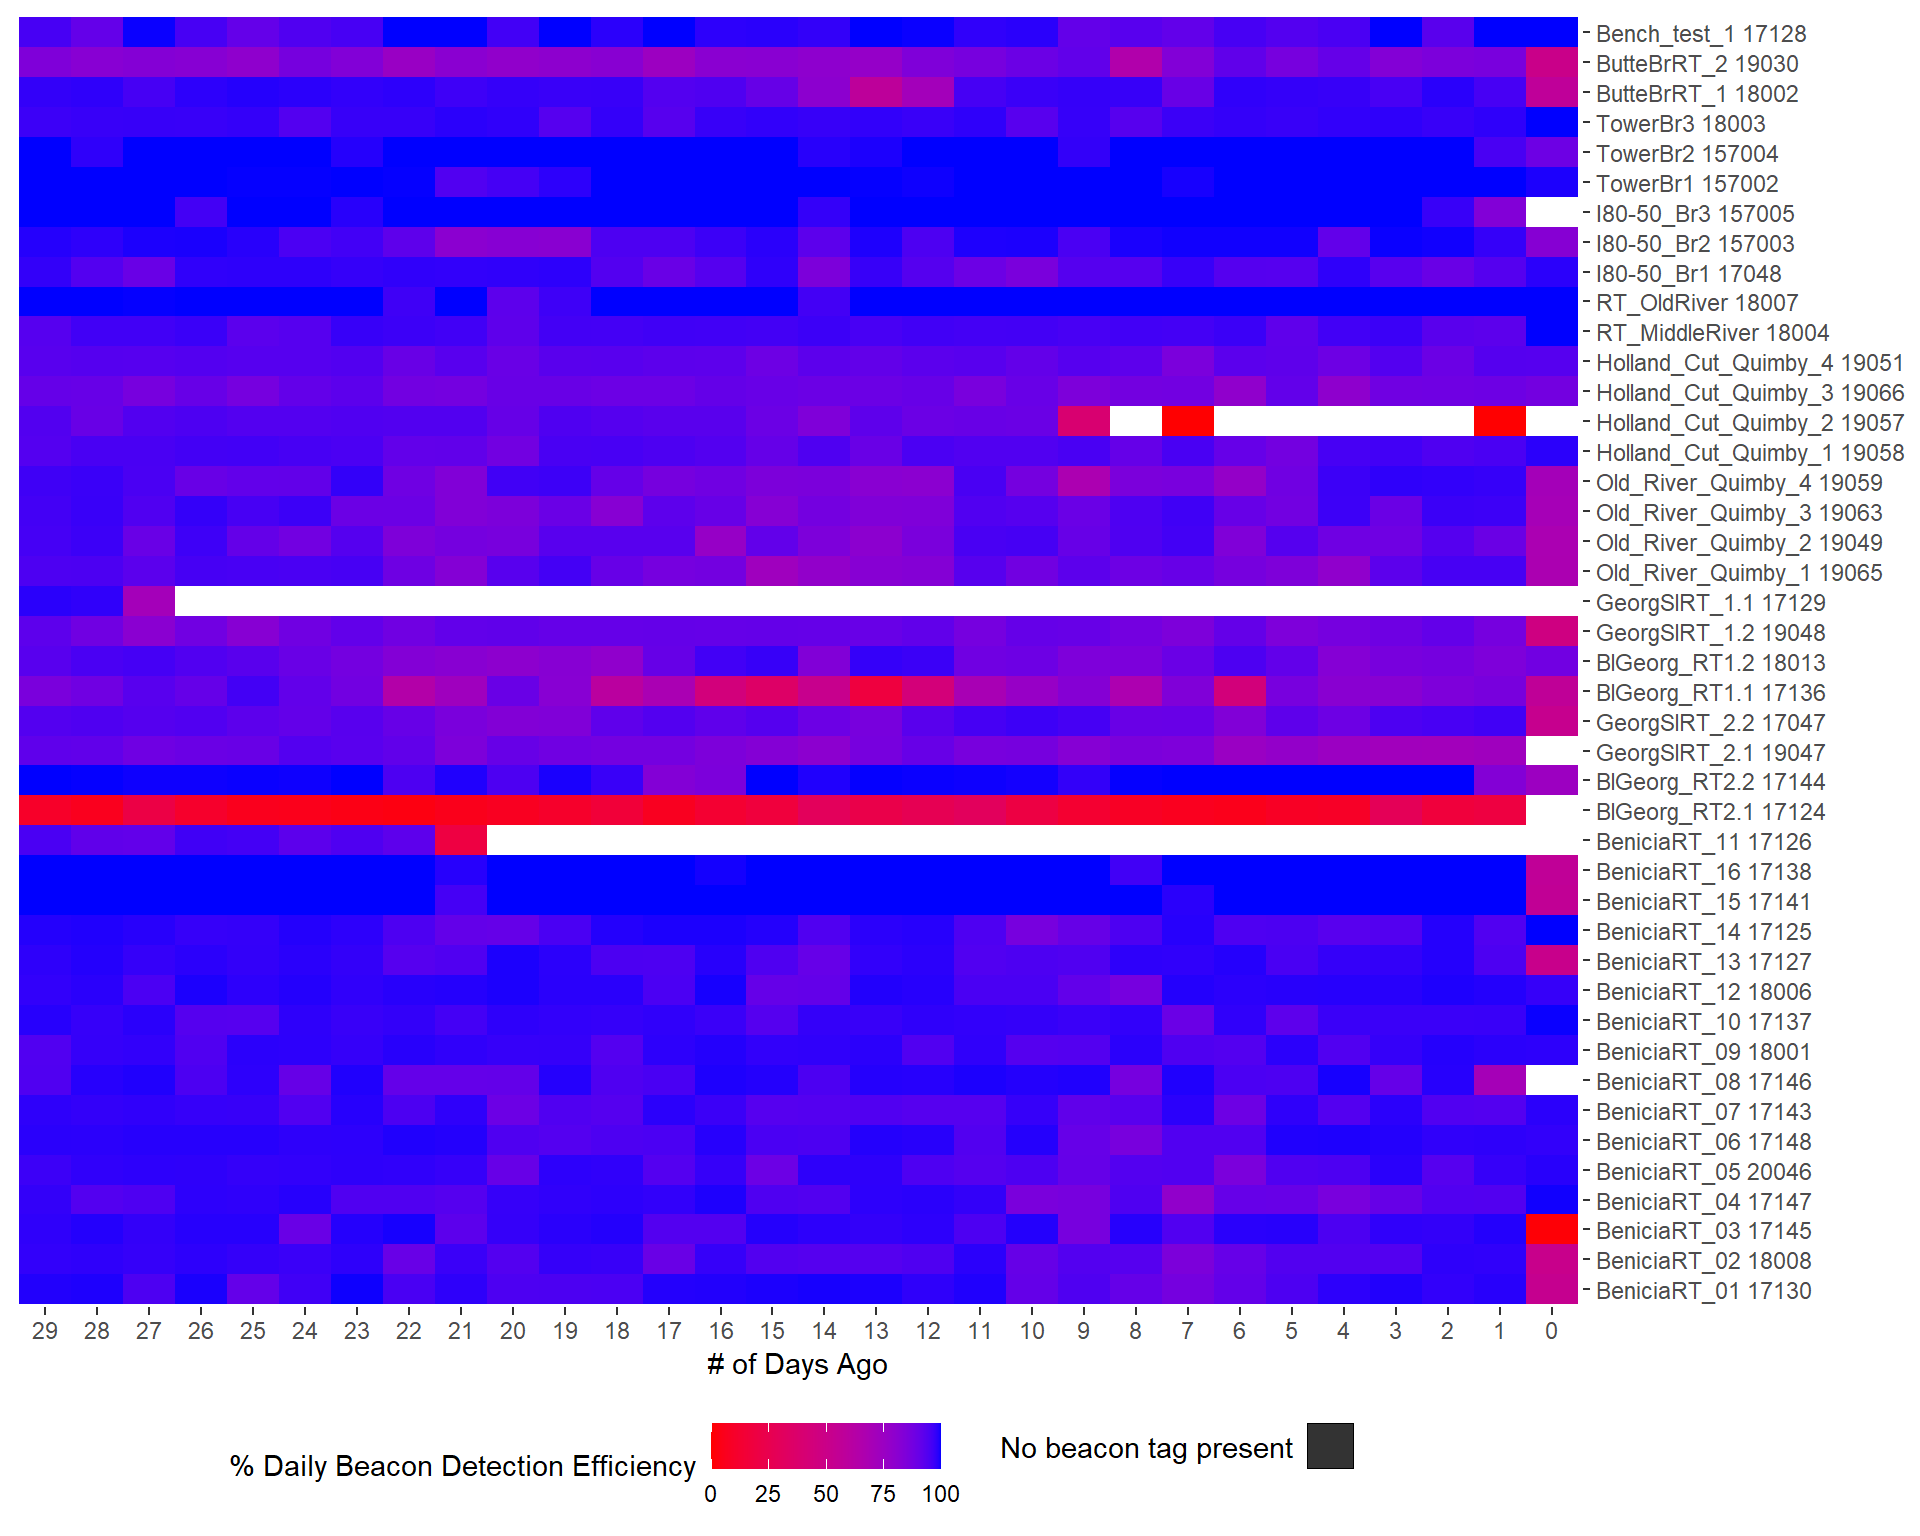 Bench_test_1 17128
ButteBrRT_2 19030
ButteBrRT_1 18002
TowerBr3 18003
TowerBr2 157004
TowerBr1 157002
I80-50_Br3 157005
I80-50_Br2 157003
I80-50_Br1 17048
RT_OldRiver 18007
RT_MiddleRiver 18004
Holland_Cut_Quimby_4 19051
Holland_Cut_Quimby_3 19066
Holland_Cut_Quimby_2 19057
Holland_Cut_Quimby_1 19058
Old_River_Quimby_4 19059
Old_River_Quimby_3 19063
Old_River_Quimby_2 19049
Old_River_Quimby_1 19065
GeorgSlRT_1.1 17129
GeorgSlRT_1.2 19048
BlGeorg_RT1.2 18013
BlGeorg_RT1.1 17136
GeorgSlRT_2.2 17047
GeorgSlRT_2.1 19047
BlGeorg_RT2.2 17144
BlGeorg_RT2.1 17124
BeniciaRT_11 17126
BeniciaRT_16 17138
BeniciaRT_15 17141
BeniciaRT_14 17125
BeniciaRT_13 17127
BeniciaRT_12 18006
BeniciaRT_10 17137
BeniciaRT_09 18001
BeniciaRT_08 17146
BeniciaRT_07 17143
BeniciaRT_06 17148
BeniciaRT_05 20046
BeniciaRT_04 17147
BeniciaRT_03 17145
BeniciaRT_02 18008
BeniciaRT_01 17130
29 28 27 26 25 24 23 22 21 20 19 18 17 16 15 14 13 12 11 10 9 8 7 6 5 4 3 2 1 0
# of Days Ago
% Daily Beacon Detection Efficiency
0 25 50 75 100
No beacon tag present